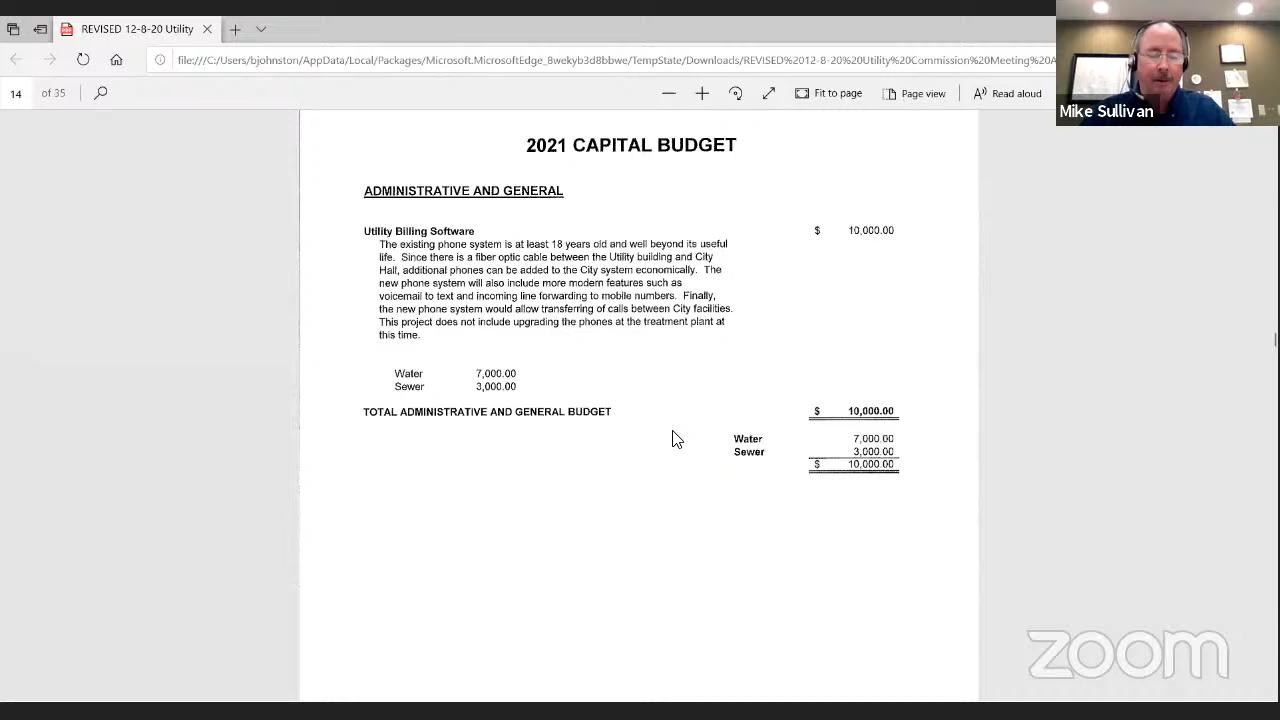 REVISED 12-8-20 Utility
file:///C:/Users/bjohnston/AppData/Local/Packages/Microsoft.MicrosoftEdge_8wekyb3d8bbwe/TempState/Downloads/REVISED%2012-8-20%20Utility%20Commission%20Meeting%20A
14 of 35
Fit to page
Page view
Read aloud
Mike Sullivan
2021 CAPITAL BUDGET
ADMINISTRATIVE AND GENERAL
Utility Billing Software $ 10,000.00
The existing phone system is at least 18 years old and well beyond its useful
life. Since there is a fiber optic cable between the Utility building and City
Hall, additional phones can be added to the City system economically. The
new phone system will also include more modern features such as
voicemail to text and incoming line forwarding to mobile numbers. Finally,
the new phone system would allow transferring of calls between City facilities.
This project does not include upgrading the phones at the treatment plant at
this time.
Water 7,000.00
Sewer 3,000.00
TOTAL ADMINISTRATIVE AND GENERAL BUDGET $ 10,000.00
Water 7,000.00
Sewer 3,000.00
$ 10,000.00
zoom